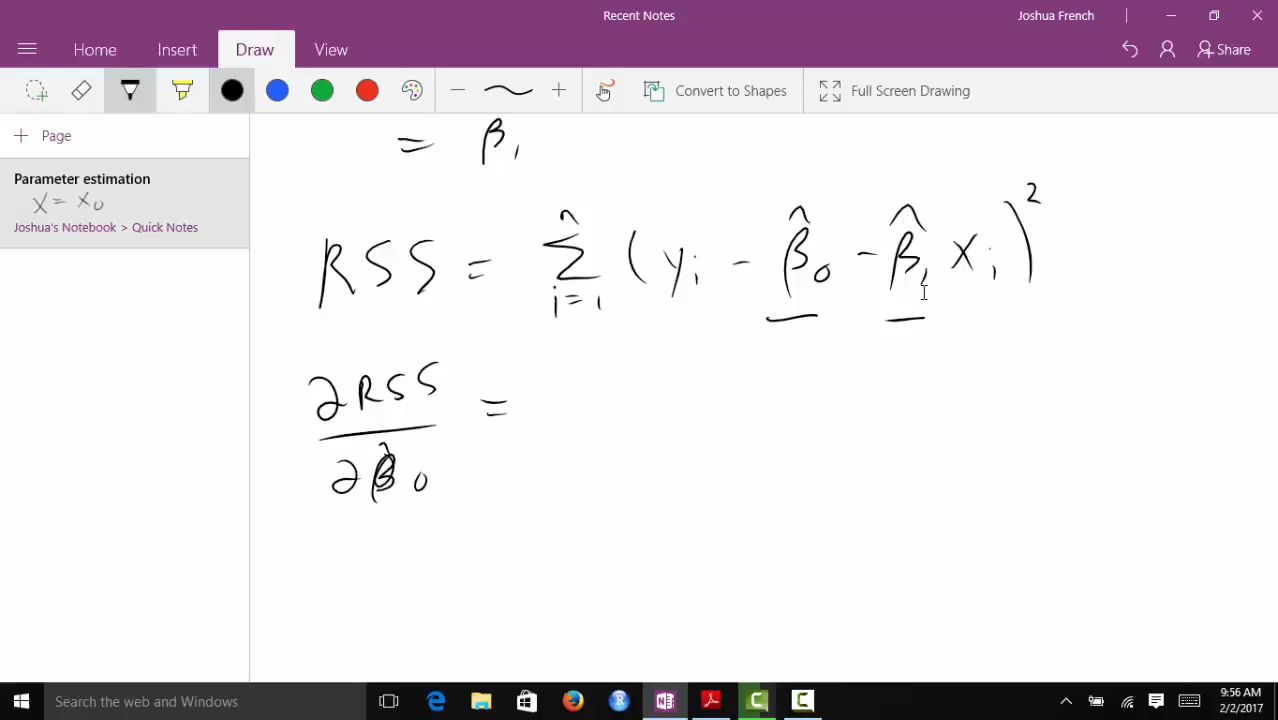 Recent Notes
Joshua French
Home Insert Draw View
Share
Convert to Shapes
Full Screen Drawing
+ Page
Parameter estimation
x = x₀
Joshua's Notebook > Quick Notes
= β₁
RSS = ∑ᵢ₌₁ⁿ (yᵢ - β̂₀ - β̂₁ xᵢ)²
∂RSS
∂β̂₀
=
Search the web and Windows
9:56 AM
2/2/2017